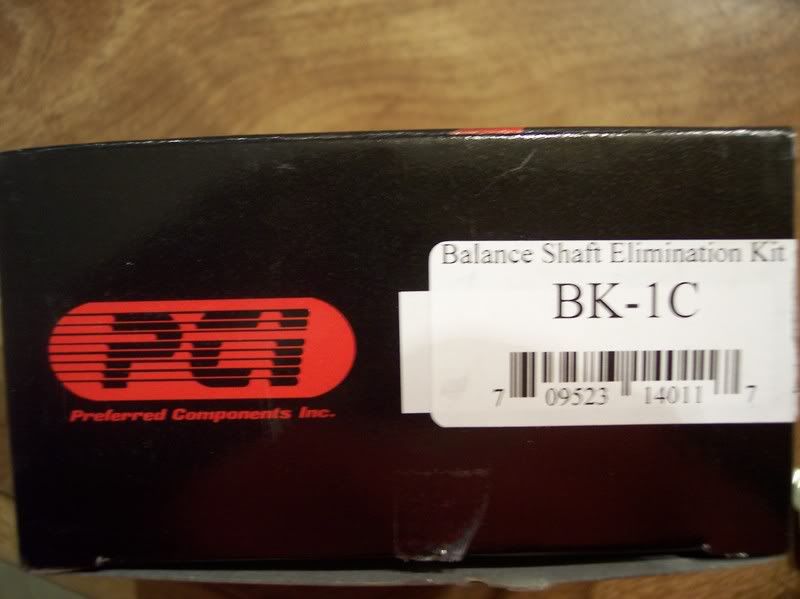 PCI
Preferred Components Inc.
Balance Shaft Elimination Kit
BK-1C
7 09523 14011 7